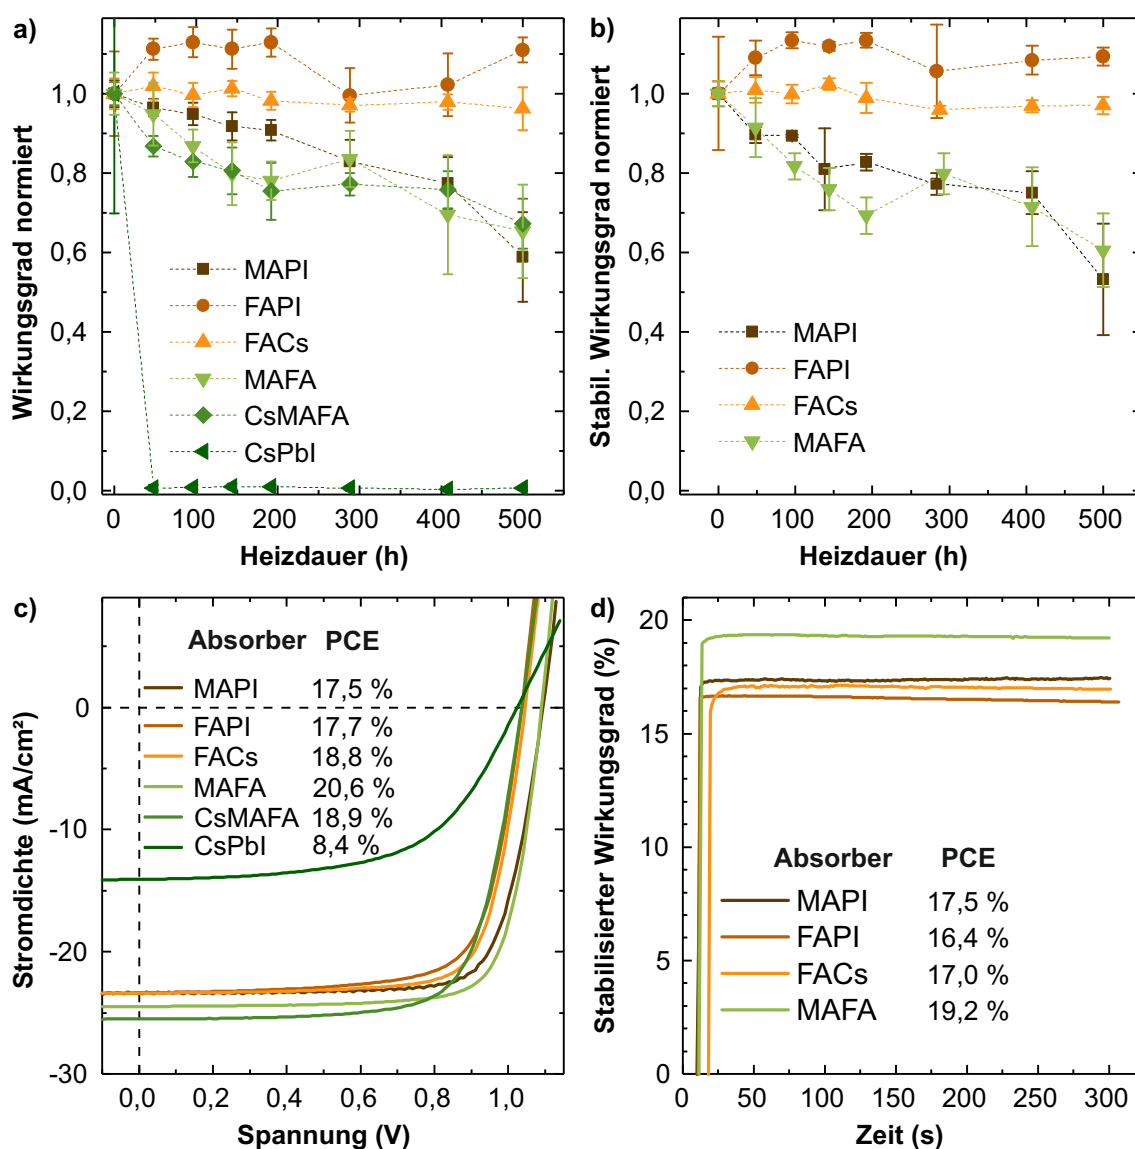 a)
Wirkungsgrad normiert
1,0
0,8
0,6
0,4
0,2
0,0
MAPI
FAPI
FACs
MAFA
CsMAFA
CsPbI
0 100 200 300 400 500
Heizdauer (h)
b)
Stabil. Wirkungsgrad normiert
1,0
0,8
0,6
0,4
0,2
0,0
MAPI
FAPI
FACs
MAFA
0 100 200 300 400 500
Heizdauer (h)
c)
Stromdichte (mA/cm²)
0
-10
-20
-30
Absorber PCE
MAPI 17,5 %
FAPI 17,7 %
FACs 18,8 %
MAFA 20,6 %
CsMAFA 18,9 %
CsPbI 8,4 %
0,0 0,2 0,4 0,6 0,8 1,0
Spannung (V)
d)
Stabilisierter Wirkungsgrad (%)
20
15
10
5
0
Absorber PCE
MAPI 17,5 %
FAPI 16,4 %
FACs 17,0 %
MAFA 19,2 %
0 50 100 150 200 250 300
Zeit (s)